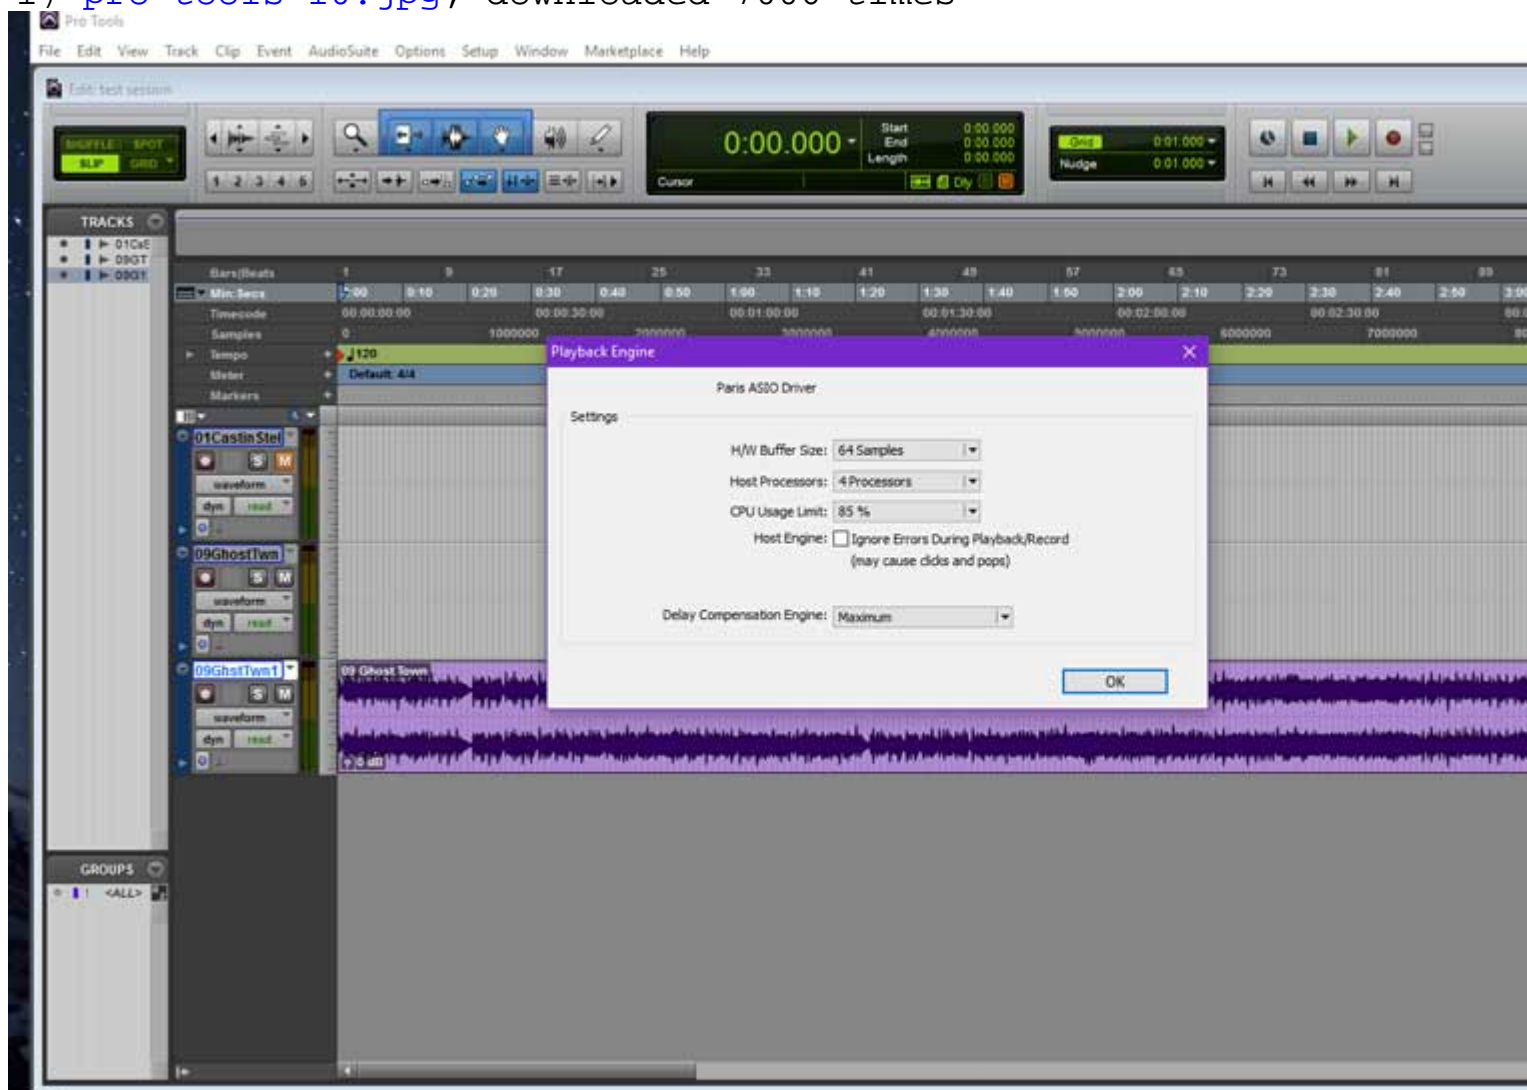 Pro Tools
File Edit View Track Clip Event AudioSuite Options Setup Window Marketplace Help
Edit: test session
SHUFFLE SPOT
SLIP GRID
1 2 3 4 5
0:00.000
Start 0:00.000
End 0:00.000
Length 0:00.000
Cursor
Dly
Grid 0:01.000
Nudge 0:01.000
TRACKS
01CsS
09GT
09G1
Bars|Beats 1 9 17 25 33 41 49 57 65 73 81 89
Min:Secs 0:00 0:10 0:20 0:30 0:40 0:50 1:00 1:10 1:20 1:30 1:40 1:50 2:00 2:10 2:20 2:30 2:40 2:50 3:00
Timecode 00:00:00:00 00:00:30:00 00:01:00:00 00:01:30:00 00:02:00:00 00:02:30:00
Samples 0 1000000 2000000 3000000 4000000 5000000 6000000 7000000
Tempo 120
Meter Default: 4/4
Markers
Playback Engine
Paris ASIO Driver
Settings
H/W Buffer Size: 64 Samples
Host Processors: 4 Processors
CPU Usage Limit: 85 %
Host Engine: Ignore Errors During Playback/Record
(may cause clicks and pops)
Delay Compensation Engine: Maximum
OK
01CastinStel
S M
waveform
dyn read
09GhostTwn
S M
waveform
dyn read
09GhstTwn1
S M
waveform
dyn read
09 Ghost Town
0 dB
GROUPS
! <ALL>